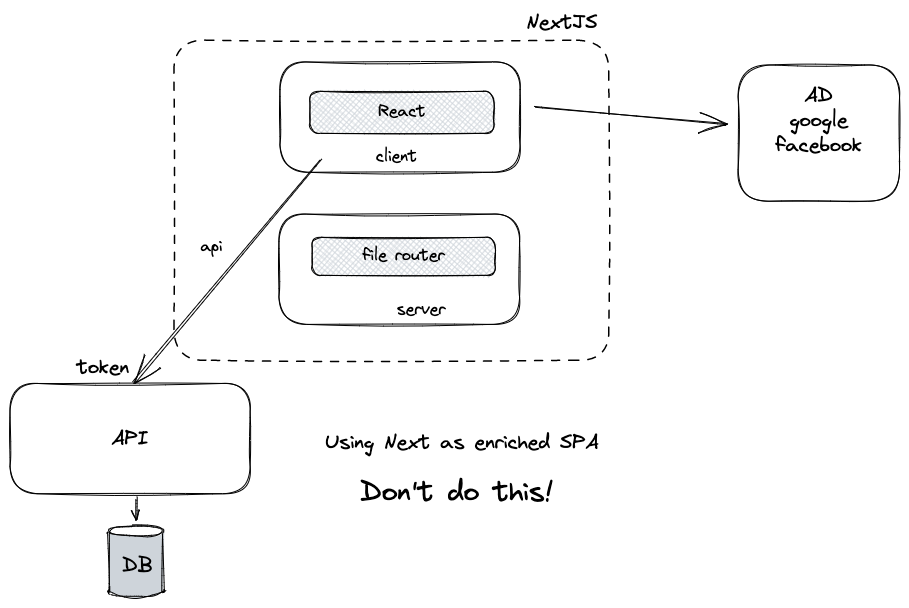 NextJS
React
client
AD
google
facebook
api
file router
server
token
API
Using Next as enriched SPA
Don't do this!
DB